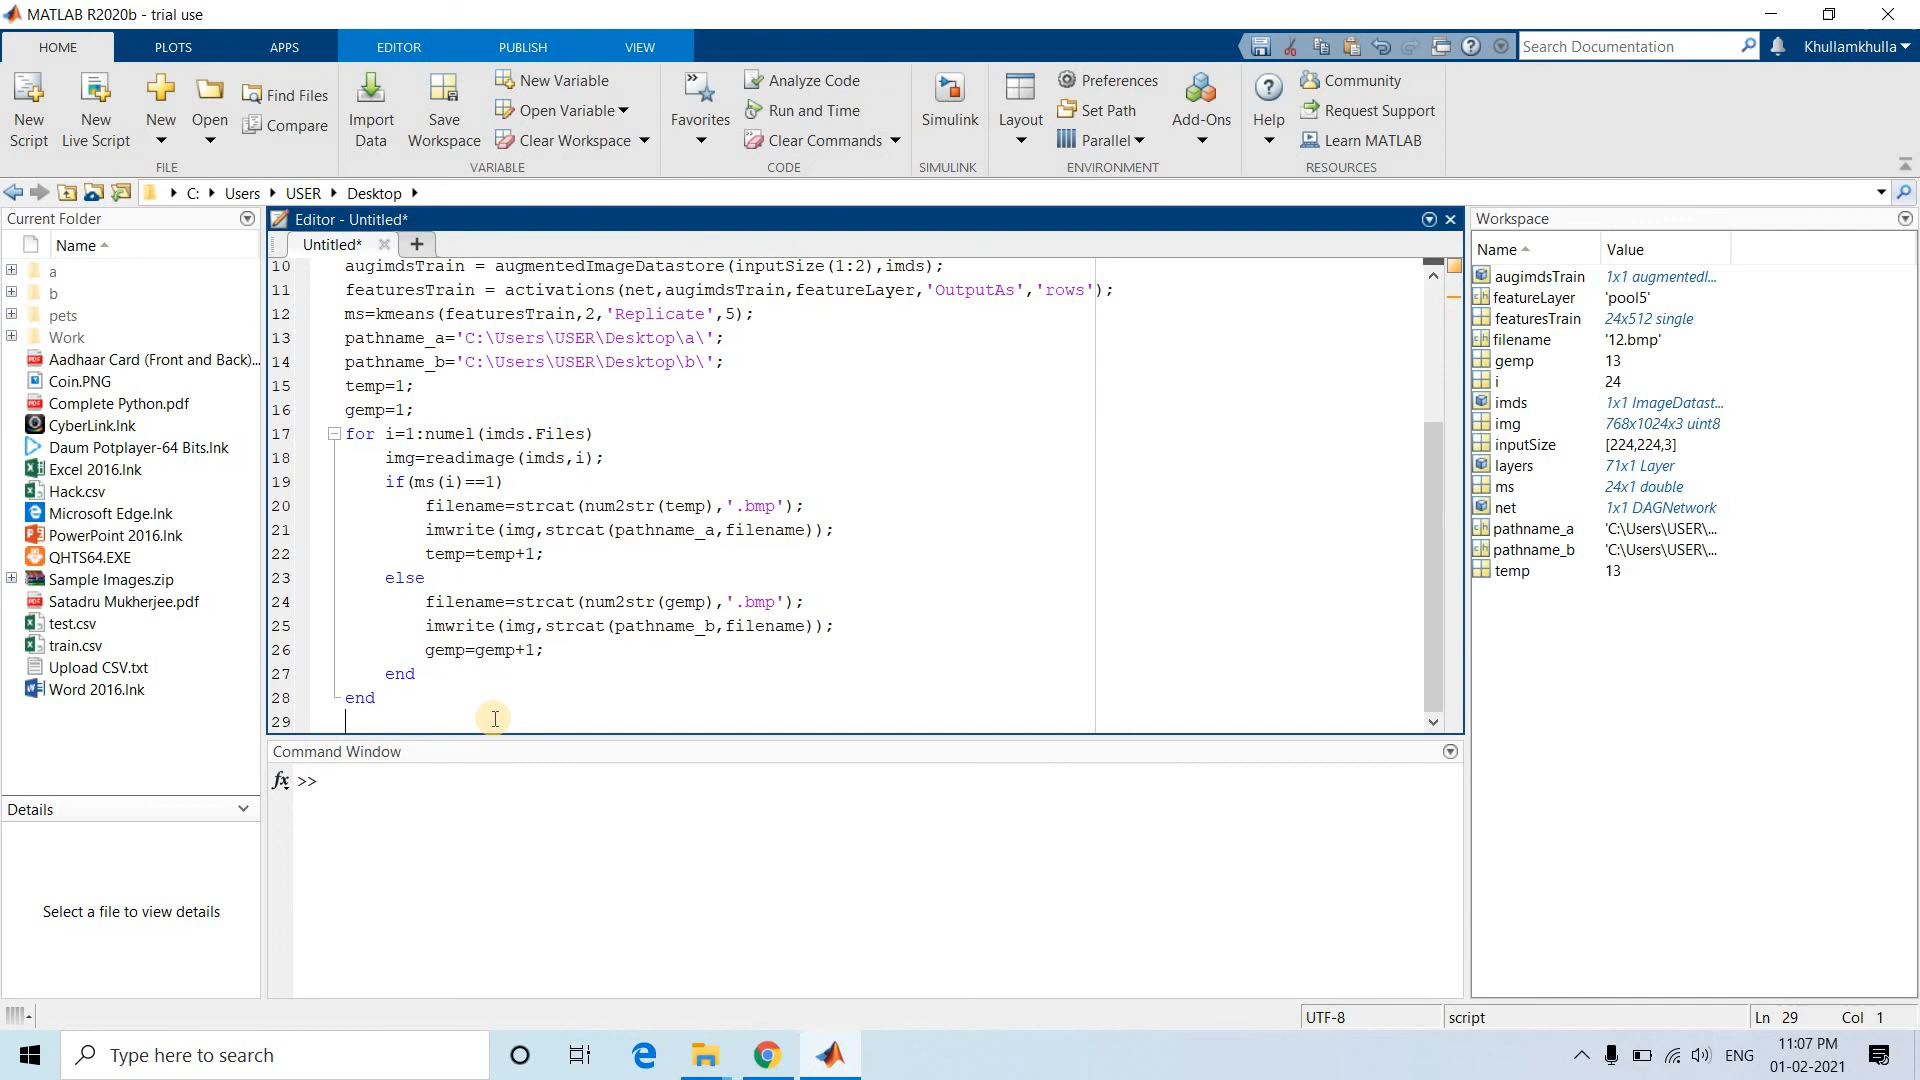 MATLAB R2020b - trial use
HOME PLOTS APPS EDITOR PUBLISH VIEW
Search Documentation
Khullamkhulla
New Script
New Live Script
New
Open
Find Files
Compare
FILE
Import Data
Save Workspace
New Variable
Open Variable
Clear Workspace
VARIABLE
Favorites
Analyze Code
Run and Time
Clear Commands
CODE
Simulink
SIMULINK
Layout
Preferences
Set Path
Parallel
Add-Ons
ENVIRONMENT
Help
Community
Request Support
Learn MATLAB
RESOURCES
C: Users USER Desktop
Current Folder
Name
a
b
pets
Work
Aadhaar Card (Front and Back)...
Coin.PNG
Complete Python.pdf
CyberLink.lnk
Daum Potplayer-64 Bits.lnk
Excel 2016.lnk
Hack.csv
Microsoft Edge.lnk
PowerPoint 2016.lnk
QHTS64.EXE
Sample Images.zip
Satadru Mukherjee.pdf
test.csv
train.csv
Upload CSV.txt
Word 2016.lnk
Details
Select a file to view details
Editor - Untitled*
Untitled*
10 augimdsTrain = augmentedImageDatastore(inputSize(1:2),imds);
11 featuresTrain = activations(net,augimdsTrain,featureLayer,'OutputAs','rows');
12 ms=kmeans(featuresTrain,2,'Replicate',5);
13 pathname_a='C:\Users\USER\Desktop\a\';
14 pathname_b='C:\Users\USER\Desktop\b\';
15 temp=1;
16 gemp=1;
17 for i=1:numel(imds.Files)
18 img=readimage(imds,i);
19 if(ms(i)==1)
20 filename=strcat(num2str(temp),'.bmp');
21 imwrite(img,strcat(pathname_a,filename));
22 temp=temp+1;
23 else
24 filename=strcat(num2str(gemp),'.bmp');
25 imwrite(img,strcat(pathname_b,filename));
26 gemp=gemp+1;
27 end
28 end
29
Command Window
fx >>
Workspace
Name Value
augimdsTrain 1x1 augmentedI...
featureLayer 'pool5'
featuresTrain 24x512 single
filename '12.bmp'
gemp 13
i 24
imds 1x1 ImageDatast...
img 768x1024x3 uint8
inputSize [224,224,3]
layers 71x1 Layer
ms 24x1 double
net 1x1 DAGNetwork
pathname_a 'C:\Users\USER\...
pathname_b 'C:\Users\USER\...
temp 13
UTF-8 script Ln 29 Col 1
Type here to search
ENG
11:07 PM
01-02-2021